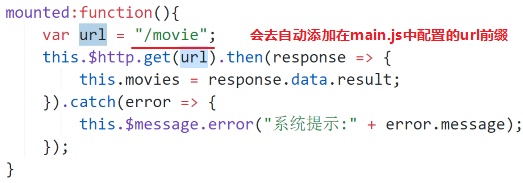 mounted:function(){
var url = "/movie"; 会去自动添加在main.js中配置的url前缀
this.$http.get(url).then(response => {
this.movies = response.data.result;
}).catch(error => {
this.$message.error("系统提示:" + error.message);
});
}